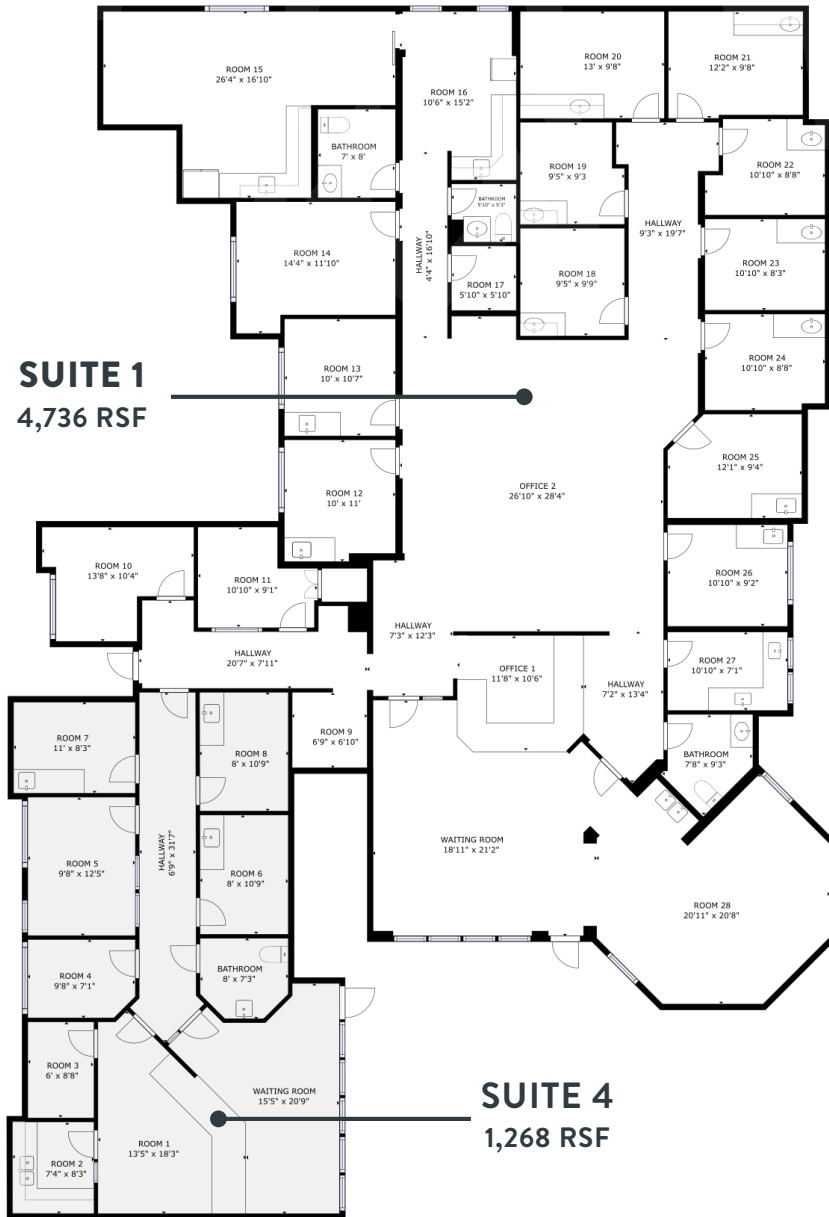 ROOM 15
26'4" x 16'10"
ROOM 16
10'6" x 15'2"
ROOM 20
13' x 9'8"
ROOM 21
12'2" x 9'8"
BATHROOM
7' x 8'
ROOM 19
9'5" x 9'3
ROOM 22
10'10" x 8'8"
BATHROOM
5'10" x 5'3"
HALLWAY
9'3" x 19'7"
ROOM 14
14'4" x 11'10"
HALLWAY
4'4" x 16'10"
ROOM 17
5'10" x 5'10"
ROOM 18
9'5" x 9'9"
ROOM 23
10'10" x 8'3"
ROOM 24
10'10" x 8'8"
SUITE 1
4,736 RSF
ROOM 13
10' x 10'7"
ROOM 25
12'1" x 9'4"
ROOM 12
10' x 11'
OFFICE 2
26'10" x 28'4"
ROOM 10
13'8" x 10'4"
ROOM 11
10'10" x 9'1"
ROOM 26
10'10" x 9'2"
HALLWAY
7'3" x 12'3"
HALLWAY
20'7" x 7'11"
OFFICE 1
11'8" x 10'6"
HALLWAY
7'2" x 13'4"
ROOM 27
10'10" x 7'1"
ROOM 7
11' x 8'3"
ROOM 8
8' x 10'9"
ROOM 9
6'9" x 6'10"
BATHROOM
7'8" x 9'3"
HALLWAY
6'9" x 31'7"
WAITING ROOM
18'11" x 21'2"
ROOM 5
9'8" x 12'5"
ROOM 6
8' x 10'9"
ROOM 28
20'11" x 20'8"
ROOM 4
9'8" x 7'1"
BATHROOM
8' x 7'3"
ROOM 3
6' x 8'8"
WAITING ROOM
15'5" x 20'9"
SUITE 4
1,268 RSF
ROOM 1
13'5" x 18'3"
ROOM 2
7'4" x 8'3"